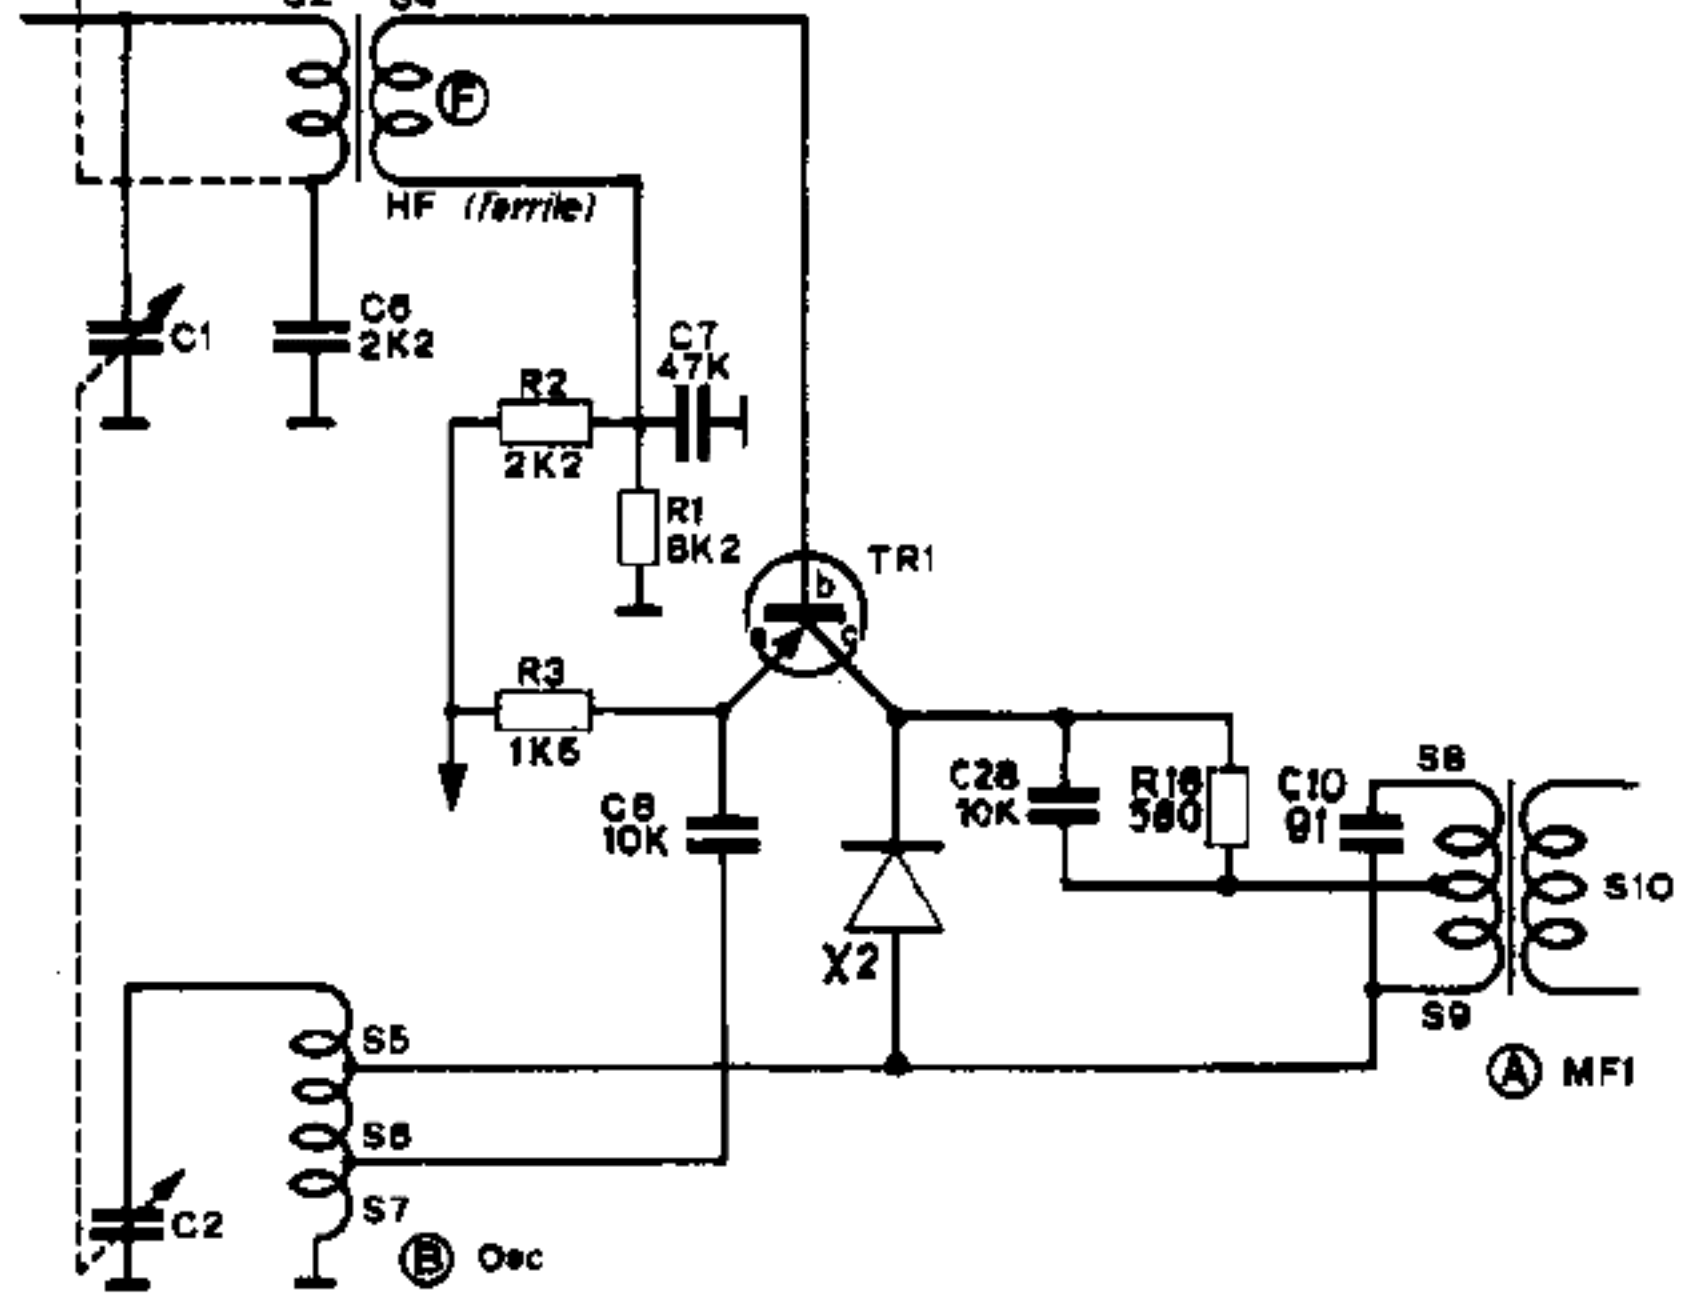 S2 S4
F
HF (ferrite)
C1
C6
2K2
C7
47K
R2
2K2
R1
8K2
TR1
b
e
c
R3
1K5
C8
10K
C28
10K
R18
560
C10
91
S8
S10
X2
S9
A MF1
S5
S6
S7
C2
B Osc